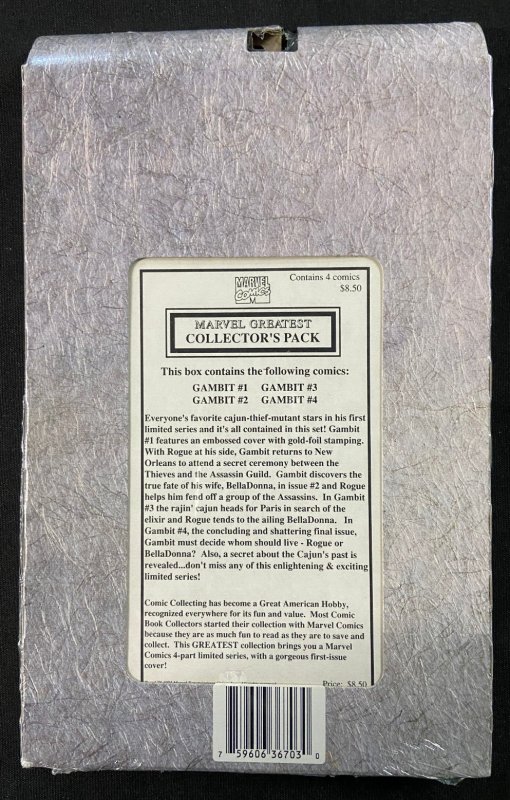 MARVEL
COMICS
M
Contains 4 comics
$8.50
MARVEL GREATEST
COLLECTOR'S PACK
This box contains the following comics:
GAMBIT #1 GAMBIT #3
GAMBIT #2 GAMBIT #4
Everyone's favorite cajun-thief-mutant stars in his first
limited series and it's all contained in this set! Gambit
#1 features an embossed cover with gold-foil stamping.
With Rogue at his side, Gambit returns to New
Orleans to attend a secret ceremony between the
Thieves and the Assassin Guild. Gambit discovers the
true fate of his wife, BellaDonna, in issue #2 and Rogue
helps him fend off a group of the Assassins. In Gambit
#3 the rajin' cajun heads for Paris in search of the
elixir and Rogue tends to the ailing BellaDonna. In
Gambit #4, the concluding and shattering final issue,
Gambit must decide whom should live - Rogue or
BellaDonna? Also, a secret about the Cajun's past is
revealed...don't miss any of this enlightening & exciting
limited series!
Comic Collecting has become a Great American Hobby,
recognized everywhere for its fun and value. Most Comic
Book Collectors started their collection with Marvel Comics
because they are as much fun to read as they are to save and
collect. This GREATEST collection brings you a Marvel
Comics 4-part limited series, with a gorgeous first-issue
cover!
Price: $8.50
7 59606 36703 0